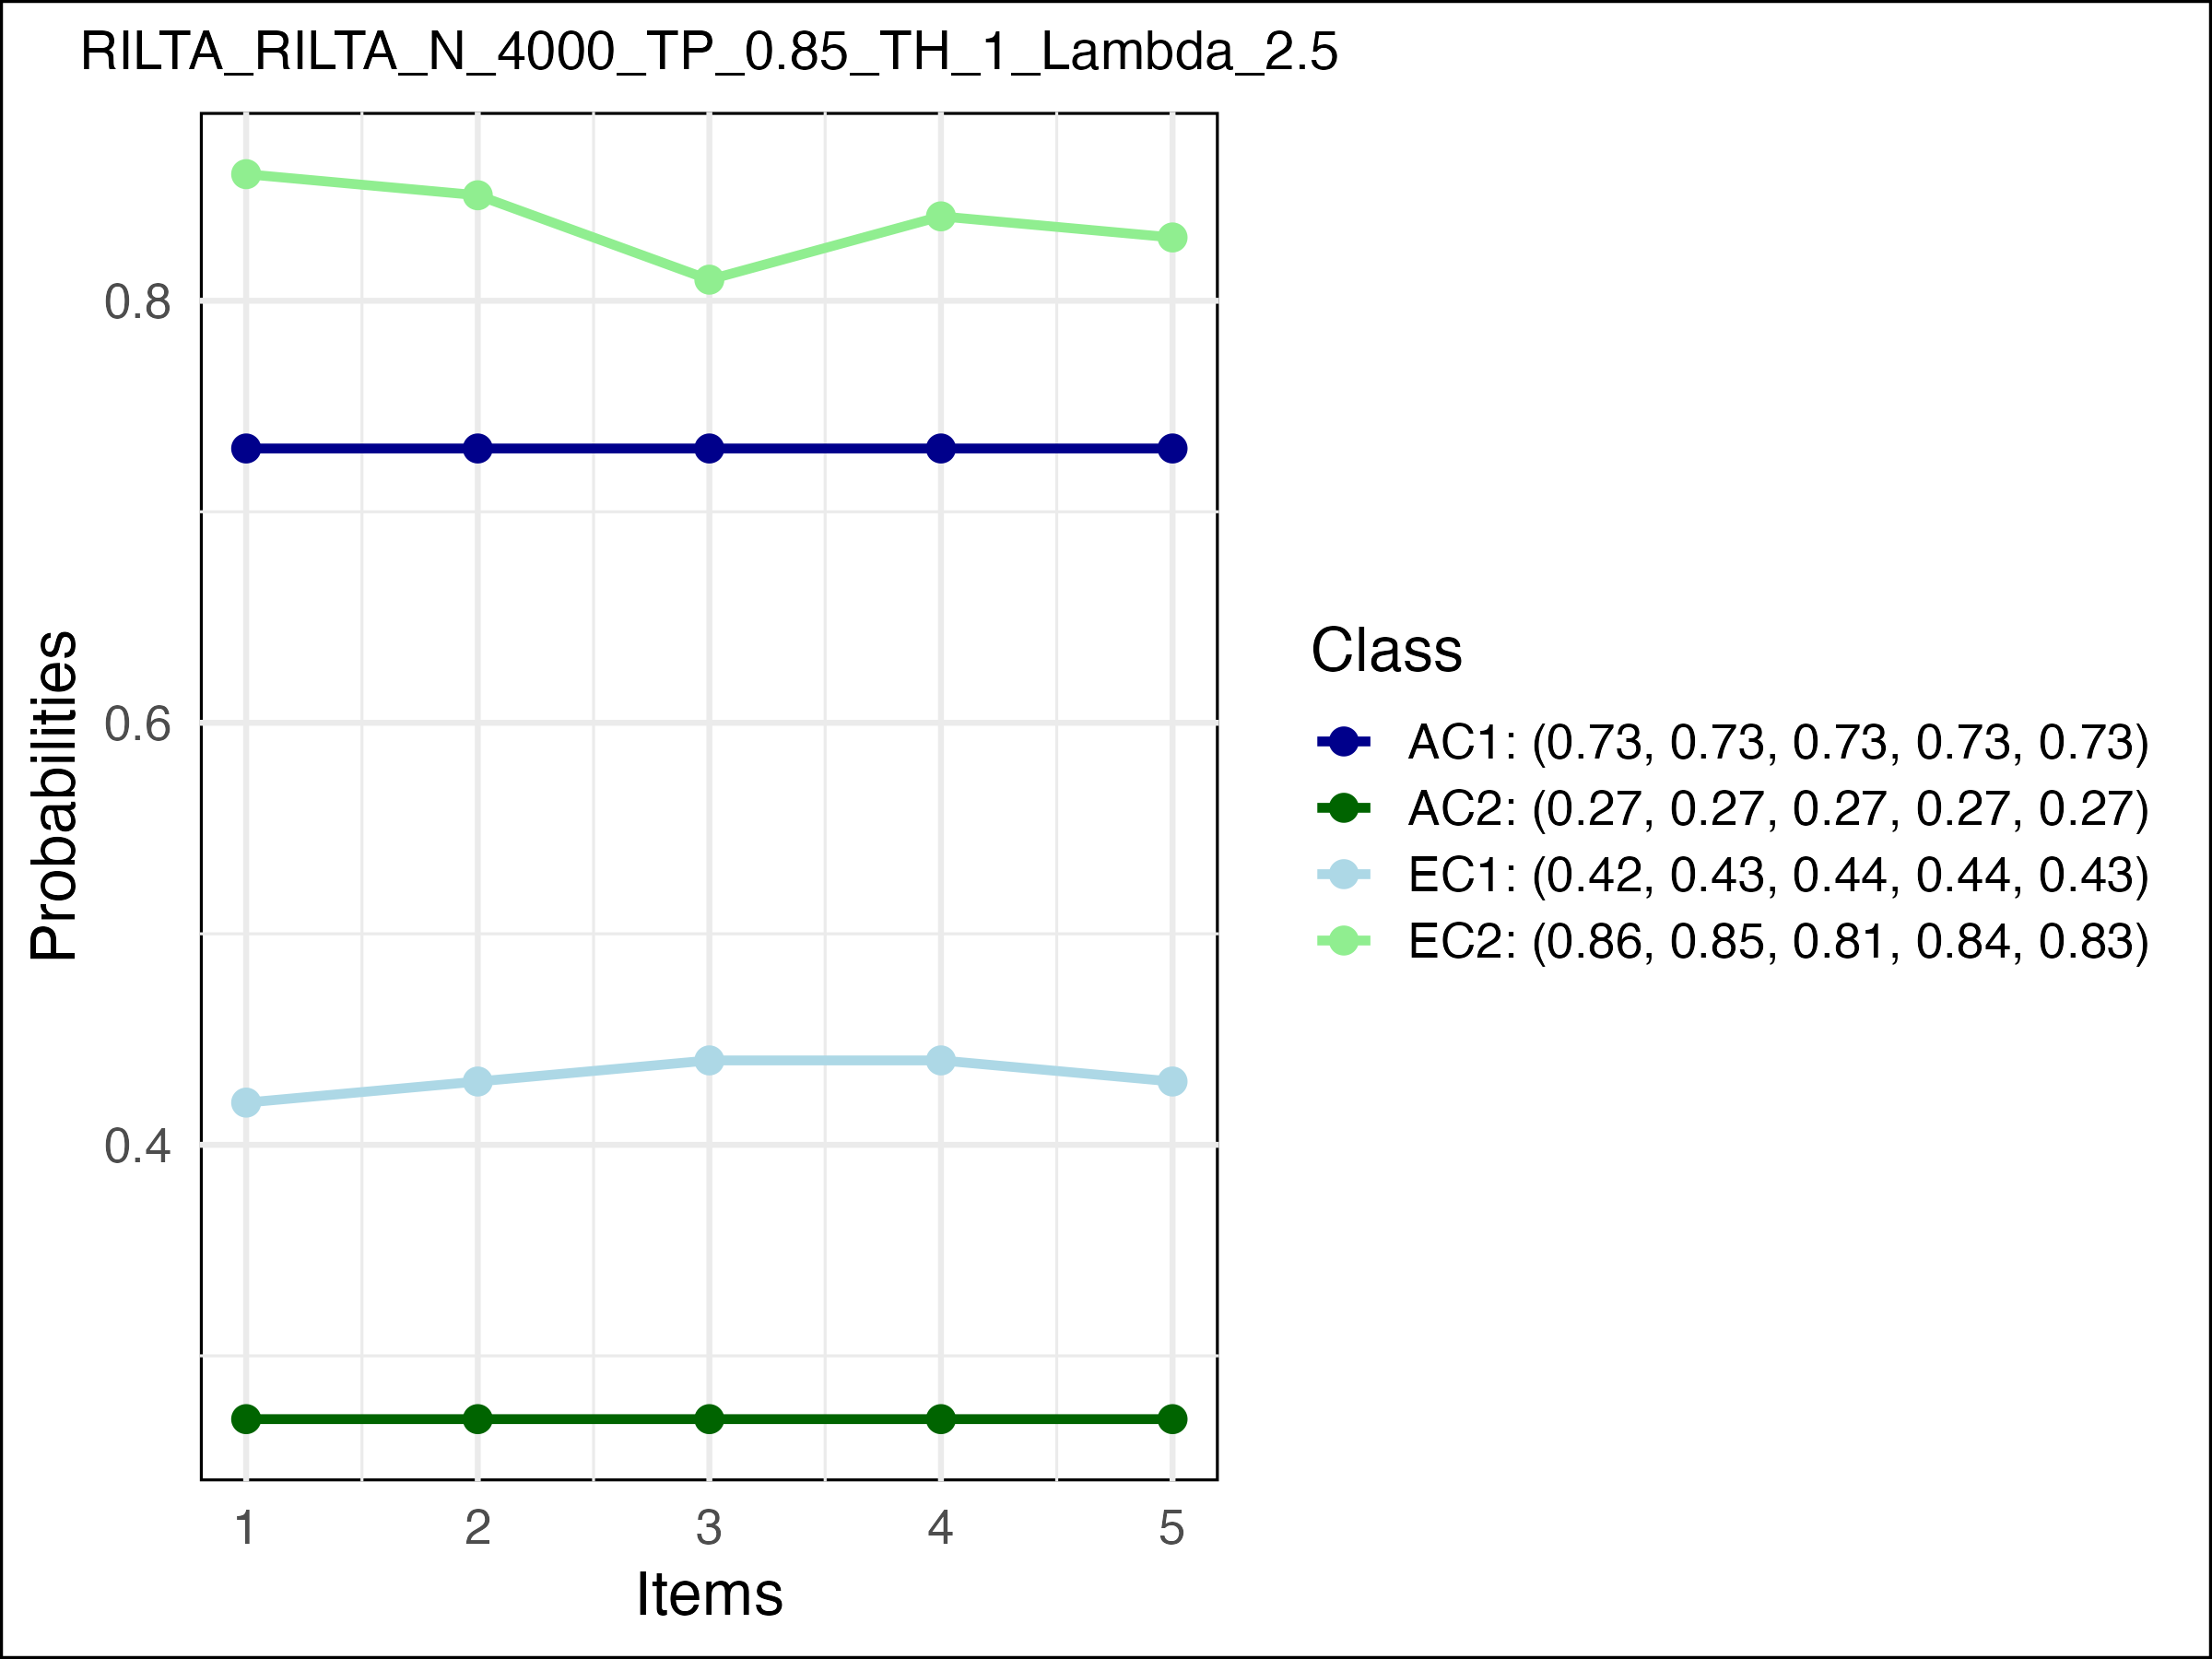 RILTA_RILTA_N_4000_TP_0.85_TH_1_Lambda_2.5
Probabilities
0.8
0.6
0.4
1 2 3 4 5
Items
Class
AC1: (0.73, 0.73, 0.73, 0.73, 0.73)
AC2: (0.27, 0.27, 0.27, 0.27, 0.27)
EC1: (0.42, 0.43, 0.44, 0.44, 0.43)
EC2: (0.86, 0.85, 0.81, 0.84, 0.83)